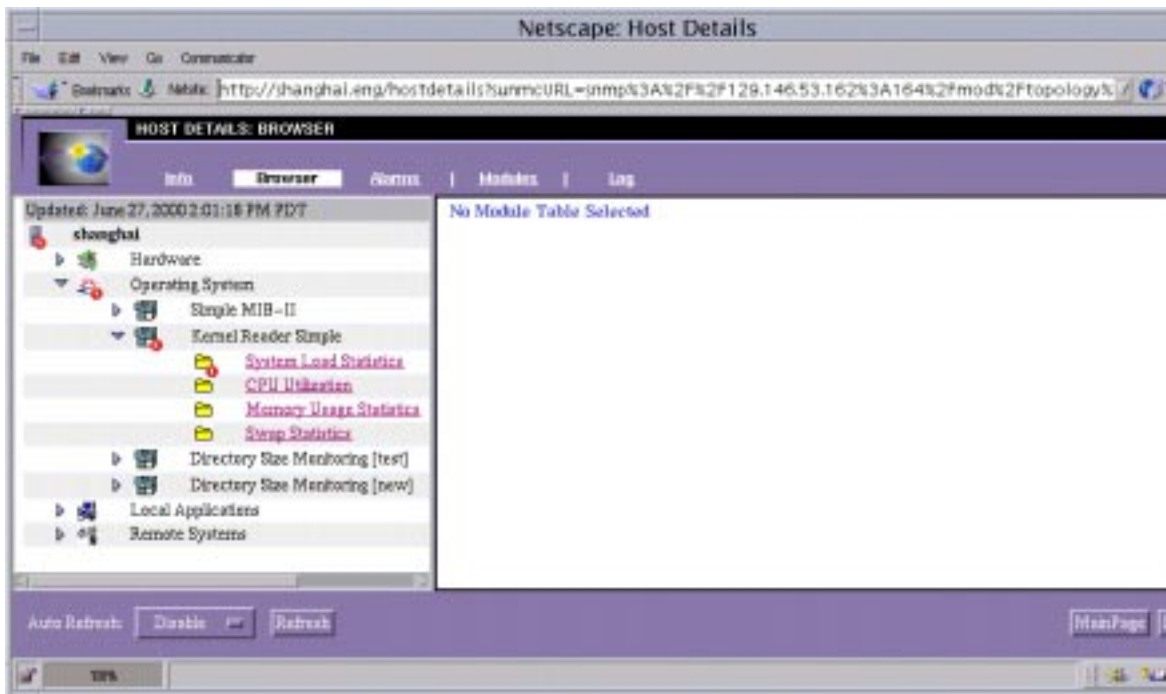 Netscape: Host Details
File Edit View Go Communicator
Bookmarks Netsite: http://shanghai.eng/hostdetails?sunmcURL=snmp%3A%2F%2F129.146.53.162%3A164%2Fmod%2Ftopology%
HOST DETAILS: BROWSER
Info Browser Alarms | Modules | Log
Updated: June 27, 2000 2:01:18 PM PDT
No Module Table Selected
shanghai
Hardware
Operating System
Simple MIB-II
Kernel Reader Simple
System Load Statistics
CPU Utilization
Memory Usage Statistics
Swap Statistics
Directory Size Monitoring [test]
Directory Size Monitoring [new]
Local Applications
Remote Systems
Auto Refresh: Disable Refresh
MainPage